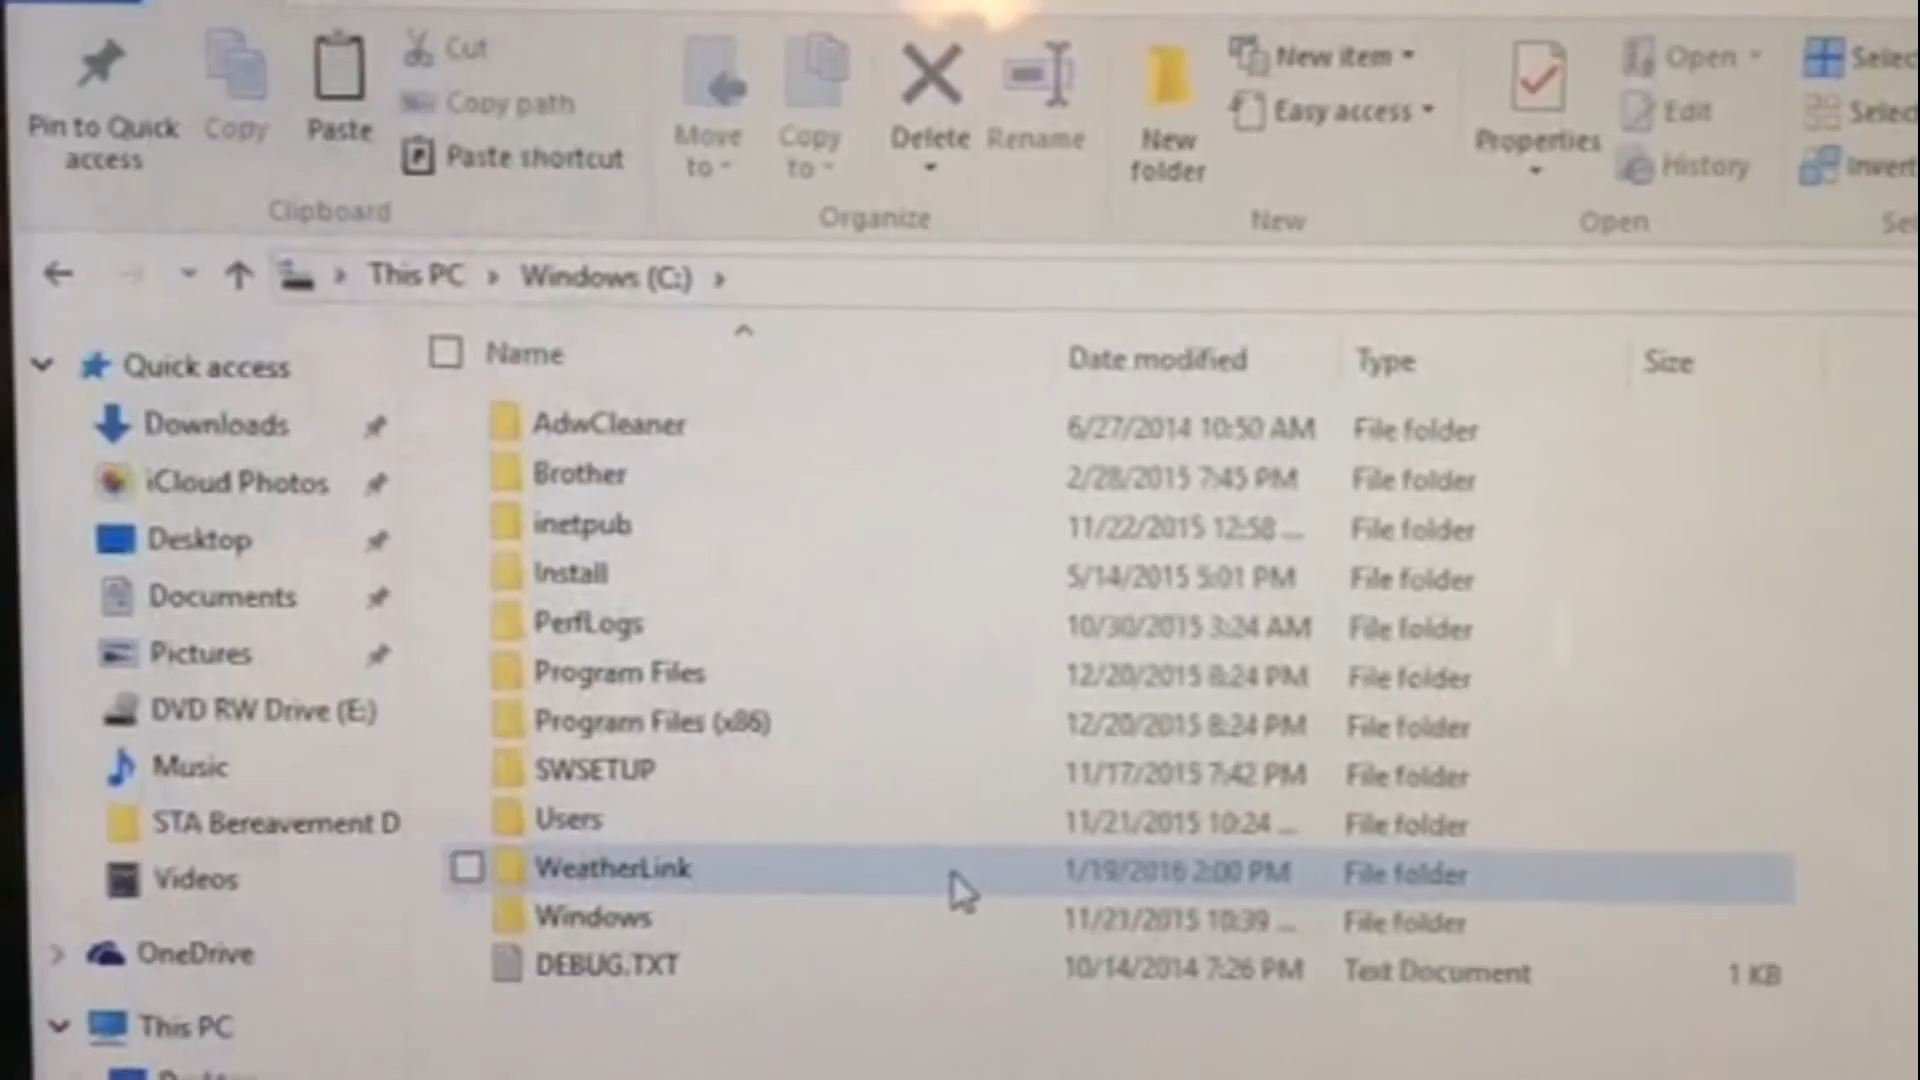 Pin to Quick access
Copy
Paste
Cut
Copy path
Paste shortcut
Clipboard
Move to
Copy to
Delete
Rename
Organize
New folder
New item
Easy access
New
Properties
Open
Edit
History
Open
Selec
Selec
Invert
Sel
This PC > Windows (C:) >
Name Date modified Type Size
Quick access
Downloads
iCloud Photos
Desktop
Documents
Pictures
DVD RW Drive (E:)
Music
STA Bereavement D
Videos
OneDrive
This PC
AdwCleaner 6/27/2014 10:50 AM File folder
Brother 2/28/2015 7:45 PM File folder
inetpub 11/22/2015 12:58 ... File folder
Install 5/14/2015 5:01 PM File folder
PerfLogs 10/30/2015 3:24 AM File folder
Program Files 12/20/2015 8:24 PM File folder
Program Files (x86) 12/20/2015 8:24 PM File folder
SWSETUP 11/17/2015 7:42 PM File folder
Users 11/21/2015 10:24 ... File folder
WeatherLink 1/19/2016 2:00 PM File folder
Windows 11/21/2015 10:39 ... File folder
DEBUG.TXT 10/14/2014 7:26 PM Text Document 1 KB